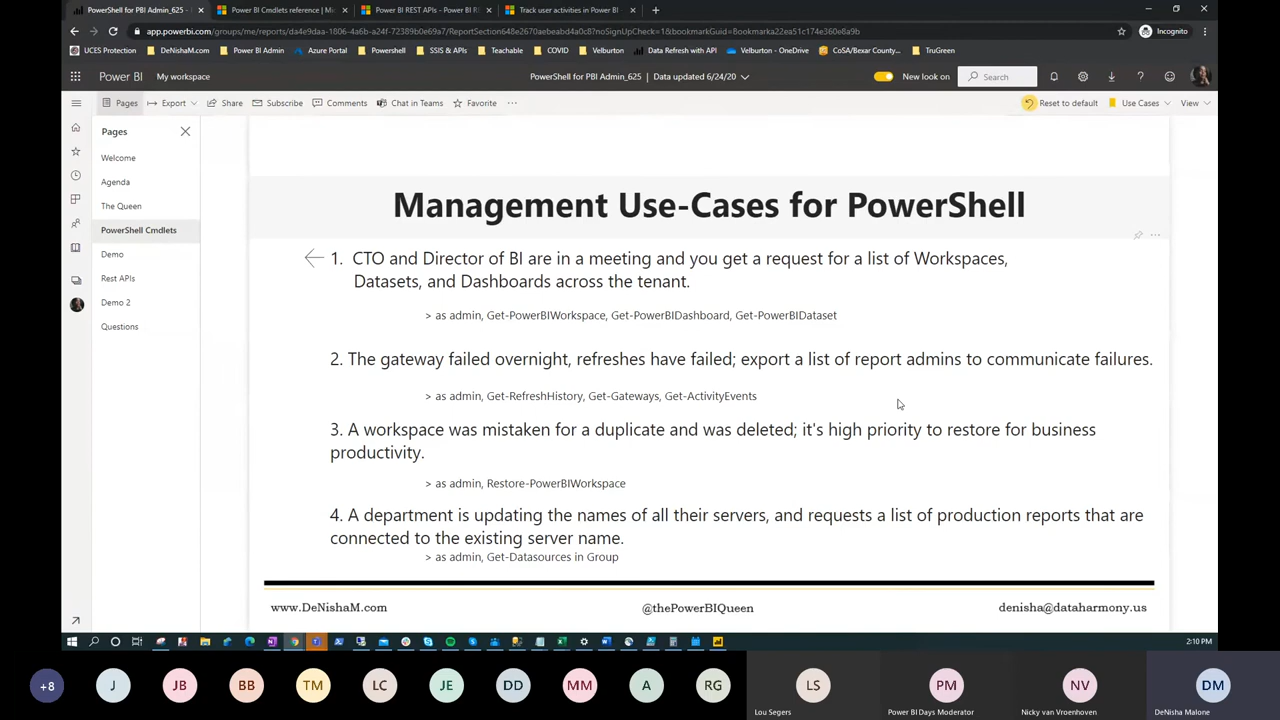 PowerShell for PBI Admin_625 -
Power BI Cmdlets reference | Mi
Power BI REST APIs - Power BI R
Track user activities in Power BI
app.powerbi.com/groups/me/reports/da4e9daa-1806-4a6b-a24f-72389b0e69a7/ReportSection648e2670aebeabd4a0c8?noSignUpCheck=1&bookmarkGuid=Bookmarka22ea51c174e360e8a9b
Incognito
UCES Protection
DeNishaM.com
Power BI Admin
Azure Portal
Powershell
SSIS & APIs
Teachable
COVID
Velburton
Data Refresh with API
Velburton - OneDrive
CoSA/Bexar County...
TruGreen
Power BI
My workspace
PowerShell for PBI Admin_625 | Data updated 6/24/20
New look on
Search
Pages
Export
Share
Subscribe
Comments
Chat in Teams
Favorite
Reset to default
Use Cases
View
Pages
Welcome
Agenda
The Queen
PowerShell Cmdlets
Demo
Rest APIs
Demo 2
Questions
Management Use-Cases for PowerShell
1. CTO and Director of BI are in a meeting and you get a request for a list of Workspaces,
Datasets, and Dashboards across the tenant.
> as admin, Get-PowerBIWorkspace, Get-PowerBIDashboard, Get-PowerBIDataset
2. The gateway failed overnight, refreshes have failed; export a list of report admins to communicate failures.
> as admin, Get-RefreshHistory, Get-Gateways, Get-ActivityEvents
3. A workspace was mistaken for a duplicate and was deleted; it's high priority to restore for business
productivity.
> as admin, Restore-PowerBIWorkspace
4. A department is updating the names of all their servers, and requests a list of production reports that are
connected to the existing server name.
> as admin, Get-Datasources in Group
www.DeNishaM.com
@thePowerBIQueen
denisha@dataharmony.us
2:10 PM
+8
J
JB
BB
TM
LC
JE
DD
MM
A
RG
LS
PM
NV
DM
Lou Segers
Power BI Days Moderator
Nicky van Vroenhoven
DeNisha Malone